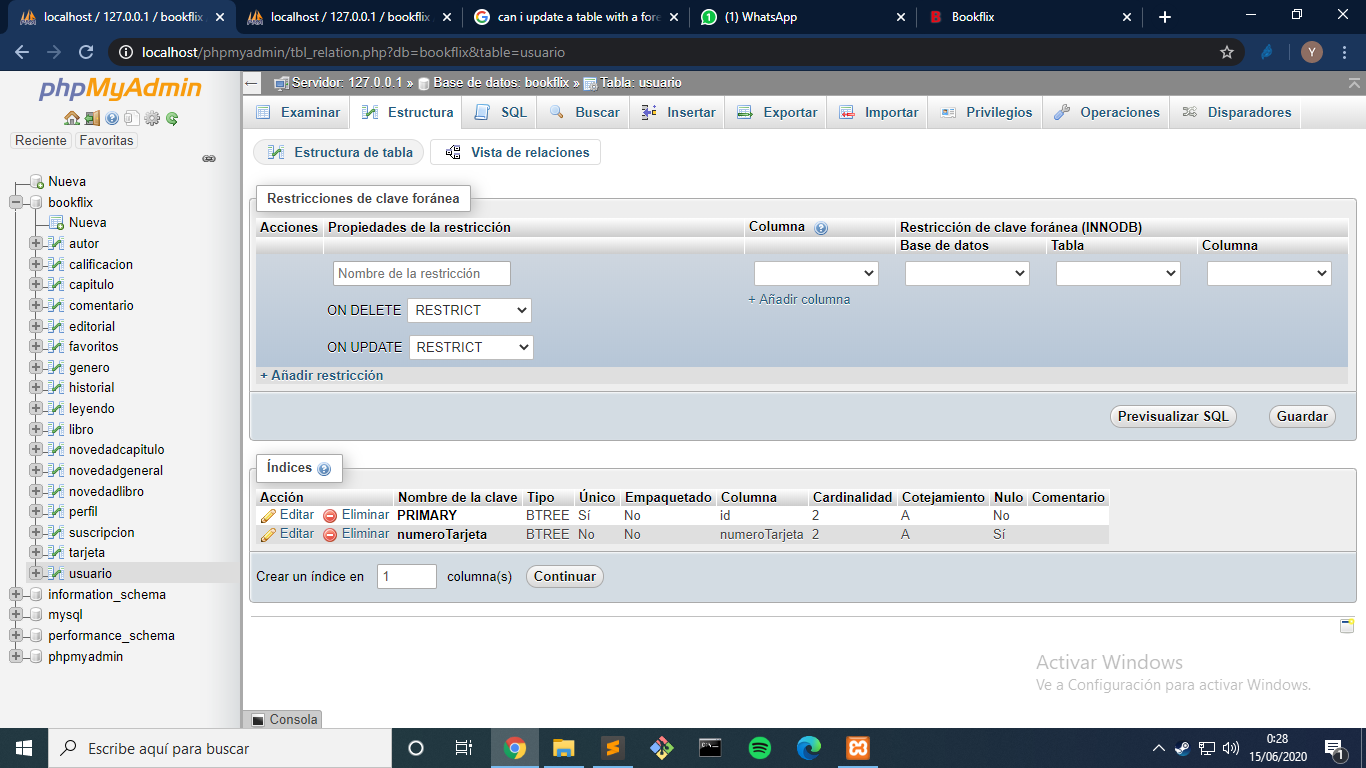 localhost / 127.0.0.1 / bookflix
localhost / 127.0.0.1 / bookflix
can i update a table with a fore
(1) WhatsApp
Bookflix
localhost/phpmyadmin/tbl_relation.php?db=bookflix&table=usuario
Y
phpMyAdmin
Reciente Favoritas
Nueva
bookflix
Nueva
autor
calificacion
capitulo
comentario
editorial
favoritos
genero
historial
leyendo
libro
novedadcapitulo
novedadgeneral
novedadlibro
perfil
suscripcion
tarjeta
usuario
information_schema
mysql
performance_schema
phpmyadmin
Servidor: 127.0.0.1 » Base de datos: bookflix » Tabla: usuario
Examinar Estructura SQL Buscar Insertar Exportar Importar Privilegios Operaciones Disparadores
Estructura de tabla Vista de relaciones
Restricciones de clave foránea
Acciones Propiedades de la restricción Columna Restricción de clave foránea (INNODB)
Base de datos Tabla Columna
Nombre de la restricción
+ Añadir columna
ON DELETE RESTRICT
ON UPDATE RESTRICT
+ Añadir restricción
Previsualizar SQL Guardar
Índices
Acción Nombre de la clave Tipo Único Empaquetado Columna Cardinalidad Cotejamiento Nulo Comentario
Editar Eliminar PRIMARY BTREE Sí No id 2 A No
Editar Eliminar numeroTarjeta BTREE No No numeroTarjeta 2 A Sí
Crear un índice en 1 columna(s) Continuar
Activar Windows
Ve a Configuración para activar Windows.
Consola
Escribe aquí para buscar
0:28
15/06/2020
1